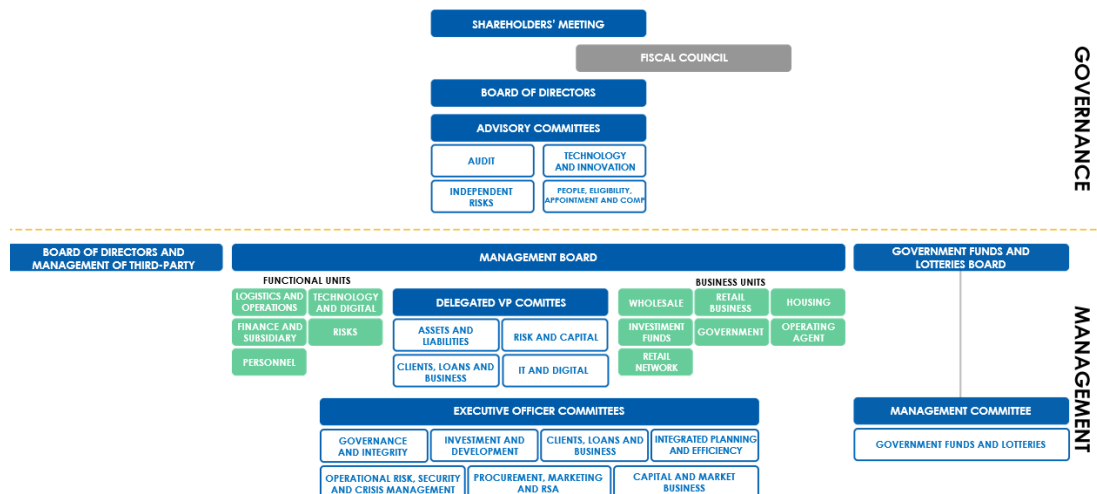 SHAREHOLDERS' MEETING
FISCAL COUNCIL
BOARD OF DIRECTORS
ADVISORY COMMITTEES
AUDIT
TECHNOLOGY
AND INNOVATION
INDEPENDENT
RISKS
PEOPLE, ELIGIBILITY,
APPOINTMENT AND COMP
GOVERNANCE
BOARD OF DIRECTORS AND
MANAGEMENT OF THIRD-PARTY
MANAGEMENT BOARD
GOVERNMENT FUNDS AND
LOTTERIES BOARD
FUNCTIONAL UNITS
LOGISTICS AND
OPERATIONS
TECHNOLOGY
AND DIGITAL
FINANCE AND
SUBSIDIARY
RISKS
PERSONNEL
DELEGATED VP COMITTES
ASSETS AND
LIABILITIES
RISK AND CAPITAL
CLIENTS, LOANS AND
BUSINESS
IT AND DIGITAL
BUSINESS UNITS
WHOLESALE
RETAIL
BUSINESS
HOUSING
INVESTIMENT
FUNDS
GOVERNMENT
OPERATING
AGENT
RETAIL
NETWORK
MANAGEMENT
EXECUTIVE OFFICER COMMITTEES
GOVERNANCE
AND INTEGRITY
INVESTMENT AND
DEVELOPMENT
CLIENTS, LOANS AND
BUSINESS
INTEGRATED PLANNING
AND EFFICIENCY
OPERATIONAL RISK, SECURITY
AND CRISIS MANAGEMENT
PROCUREMENT, MARKETING
AND RSA
CAPITAL AND MARKET
BUSINESS
MANAGEMENT COMMITTEE
GOVERNMENT FUNDS AND LOTTERIES